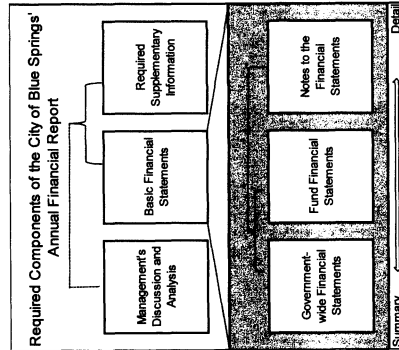 Required Components of the City of Blue Springs'
Annual Financial Report
Management's
Discussion and
Analysis
Basic Financial
Statements
Required
Supplementary
Information
Government-
wide Financial
Statements
Fund Financial
Statements
Notes to the
Financial
Statements
Summary
Detail